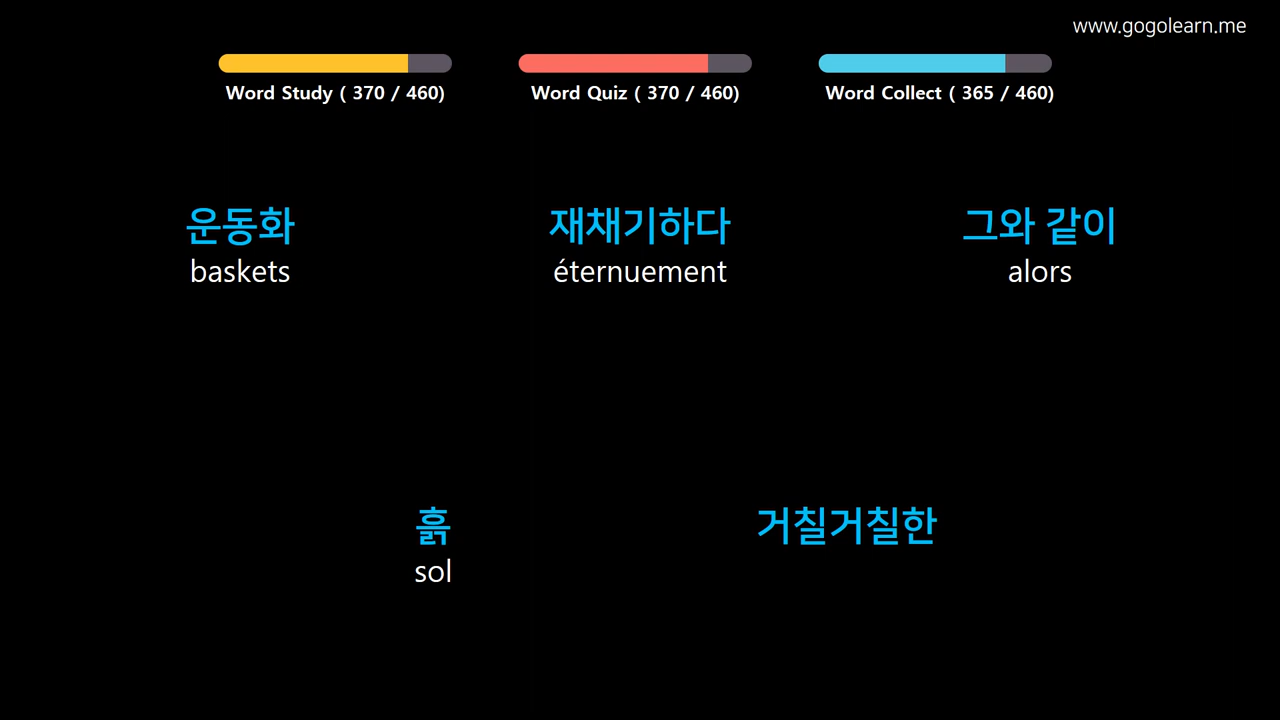 www.gogolearn.me
Word Study ( 370 / 460)
Word Quiz ( 370 / 460)
Word Collect ( 365 / 460)
운동화
baskets
재채기하다
éternuement
그와 같이
alors
흙
sol
거칠거칠한